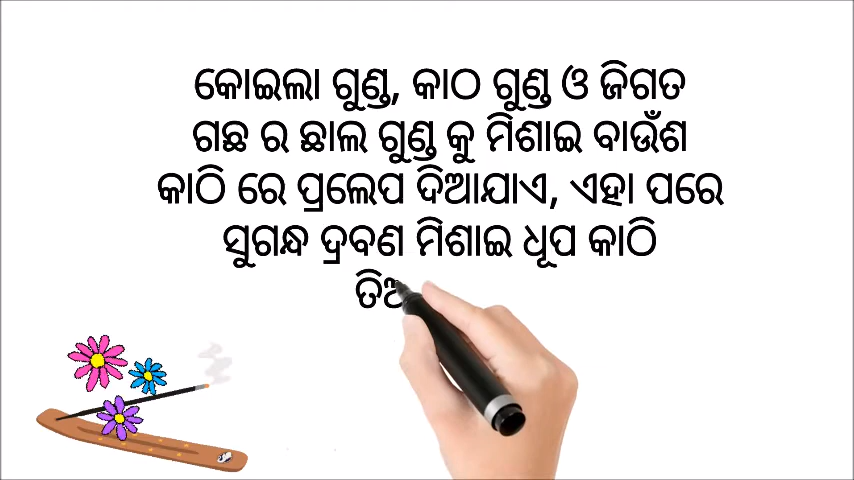 କୋଇଲା ଗୁଣ୍ଡ, କାଠ ଗୁଣ୍ଡ ଓ ଜିଗତ
ଗଛ ର ଛାଲ ଗୁଣ୍ଡ କୁ ମିଶାଇ ବାଉଁଶ
କାଠି ରେ ପ୍ରଲେପ ଦିଆଯାଏ, ଏହା ପରେ
ସୁଗନ୍ଧ ଦ୍ରବଣ ମିଶାଇ ଧୂପ କାଠି